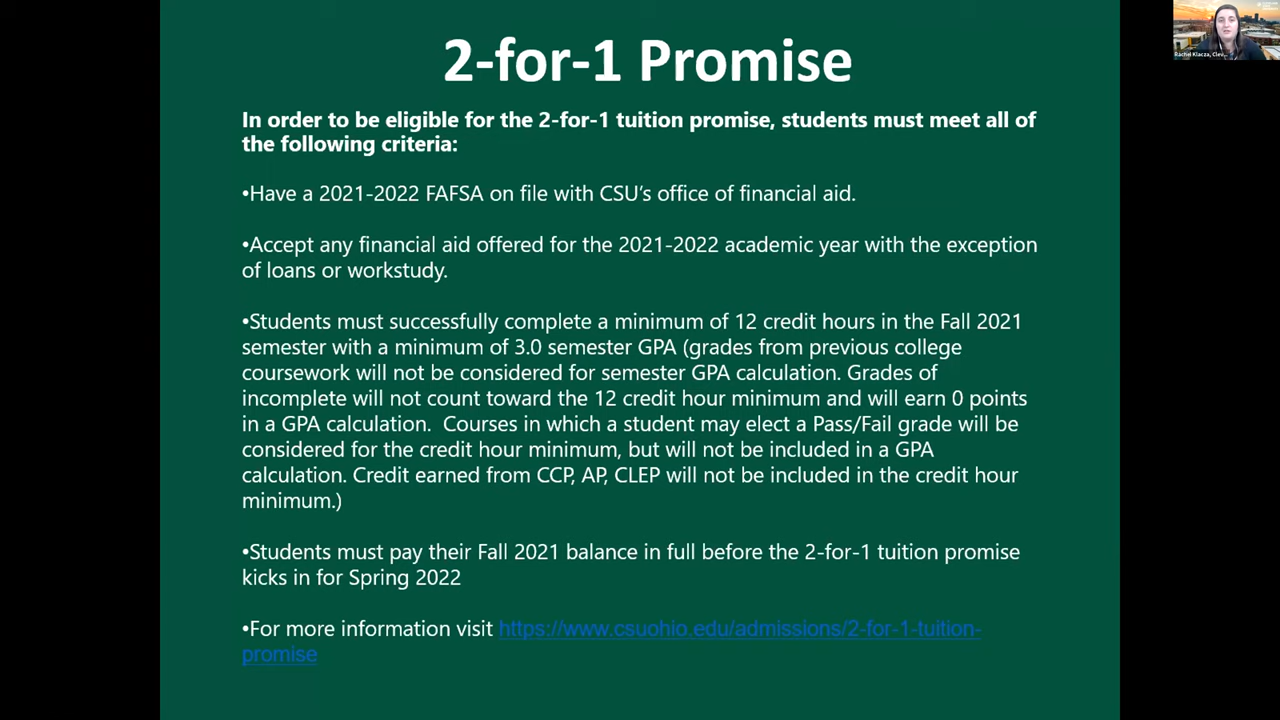 2-for-1 Promise
In order to be eligible for the 2-for-1 tuition promise, students must meet all of
the following criteria:
•Have a 2021-2022 FAFSA on file with CSU's office of financial aid.
•Accept any financial aid offered for the 2021-2022 academic year with the exception
of loans or workstudy.
•Students must successfully complete a minimum of 12 credit hours in the Fall 2021
semester with a minimum of 3.0 semester GPA (grades from previous college
coursework will not be considered for semester GPA calculation. Grades of
incomplete will not count toward the 12 credit hour minimum and will earn 0 points
in a GPA calculation.  Courses in which a student may elect a Pass/Fail grade will be
considered for the credit hour minimum, but will not be included in a GPA
calculation. Credit earned from CCP, AP, CLEP will not be included in the credit hour
minimum.)
•Students must pay their Fall 2021 balance in full before the 2-for-1 tuition promise
kicks in for Spring 2022
•For more information visit https://www.csuohio.edu/admissions/2-for-1-tuition-
promise
Rachel Klacza, Clev...